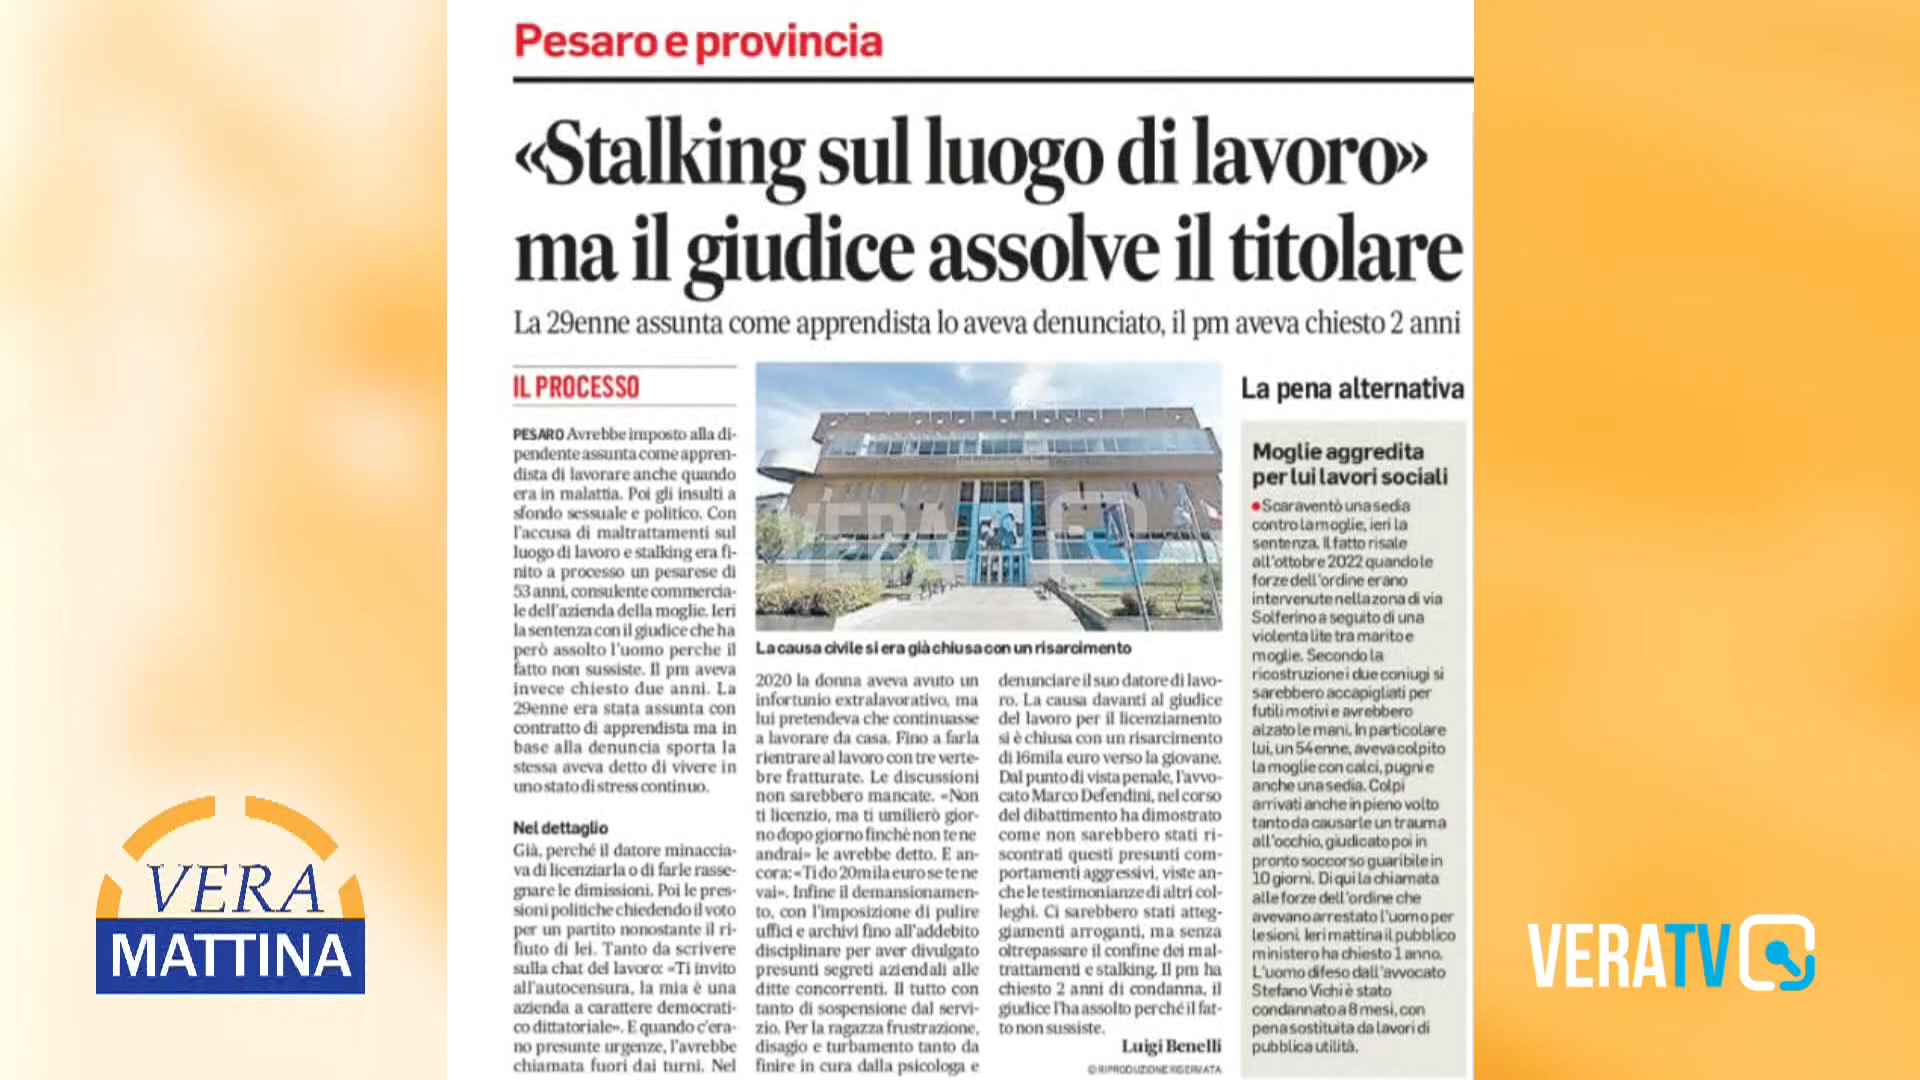 Pesaro e provincia
«Stalking sul luogo di lavoro»
ma il giudice assolve il titolare
La 29enne assunta come apprendista lo aveva denunciato, il pm aveva chiesto 2 anni
IL PROCESSO
PESARO Avrebbe imposto alla di-
pendente assunta come appren-
dista di lavorare anche quando
era in malattia. Poi gli insulti a
sfondo sessuale e politico. Con
l'accusa di maltrattamenti sul
luogo di lavoro e stalking era fi-
nito a processo un pesarese di
53 anni, consulente commercia-
le dell'azienda della moglie. Ieri
la sentenza con il giudice che ha
però assolto l'uomo perche il
fatto non sussiste. Il pm aveva
invece chiesto due anni. La
29enne era stata assunta con
contratto di apprendista ma in
base alla denuncia sporta la
stessa aveva detto di vivere in
uno stato di stress continuo.
Nel dettaglio
Già, perché il datore minaccia-
va di licenziarla o di farle rasse-
gnare le dimissioni. Poi le pres-
sioni politiche chiedendo il voto
per un partito nonostante il ri-
fiuto di lei. Tanto da scrivere
sulla chat del lavoro: «Ti invito
all'autocensura, la mia è una
azienda a carattere democrati-
co dittatoriale». E quando c'era-
no presunte urgenze, l'avrebbe
chiamata fuori dai turni. Nel
La causa civile si era già chiusa con un risarcimento
2020 la donna aveva avuto un
infortunio extralavorativo, ma
lui pretendeva che continuasse
a lavorare da casa. Fino a farla
rientrare al lavoro con tre verte-
bre fratturate. Le discussioni
non sarebbero mancate. «Non
ti licenzio, ma ti umilierò gior-
no dopo giorno finché non te ne
andrai» le avrebbe detto. E an-
cora: «Ti do 20mila euro se te ne
vai». Infine il demansionamen-
to, con l'imposizione di pulire
uffici e archivi fino all'addebito
disciplinare per aver divulgato
presunti segreti aziendali alle
ditte concorrenti. Il tutto con
tanto di sospensione dal servi-
zio. Per la ragazza frustrazione,
disagio e turbamento tanto da
finire in cura dalla psicologa e
denunciare il suo datore di lavo-
ro. La causa davanti al giudice
del lavoro per il licenziamento
si è chiusa con un risarcimento
di 16mila euro verso la giovane.
Dal punto di vista penale, l'avvo-
cato Marco Defendini, nel corso
del dibattimento ha dimostrato
come non sarebbero stati ri-
scontrati questi presunti com-
portamenti aggressivi, viste an-
che le testimonianze di altri col-
leghi. Ci sarebbero stati atteg-
giamenti arroganti, ma senza
oltrepassare il confine dei mal-
trattamenti e stalking. Il pm ha
chiesto 2 anni di condanna, il
giudice l'ha assolto perché il fat-
to non sussiste.
Luigi Benelli
© RIPRODUZIONE RISERVATA
La pena alternativa
Moglie aggredita
per lui lavori sociali
● Scaraventò una sedia
contro la moglie, ieri la
sentenza. Il fatto risale
all'ottobre 2022 quando le
forze dell'ordine erano
intervenute nella zona di via
Solferino a seguito di una
violenta lite tra marito e
moglie. Secondo la
ricostruzione i due coniugi si
sarebbero accapigliati per
futili motivi e avrebbero
alzato le mani. In particolare
lui, un 54enne, aveva colpito
la moglie con calci, pugni e
anche una sedia. Colpi
arrivati anche in pieno volto
tanto da causarle un trauma
all'occhio, giudicato poi in
pronto soccorso guaribile in
10 giorni. Di qui la chiamata
alle forze dell'ordine che
avevano arrestato l'uomo per
lesioni. Ieri mattina il pubblico
ministero ha chiesto 1 anno.
L'uomo difeso dall'avvocato
Stefano Vichi è stato
condannato a 8 mesi, con
pena sostituita da lavori di
pubblica utilità.
VERA
MATTINA
VERATV
VERATV